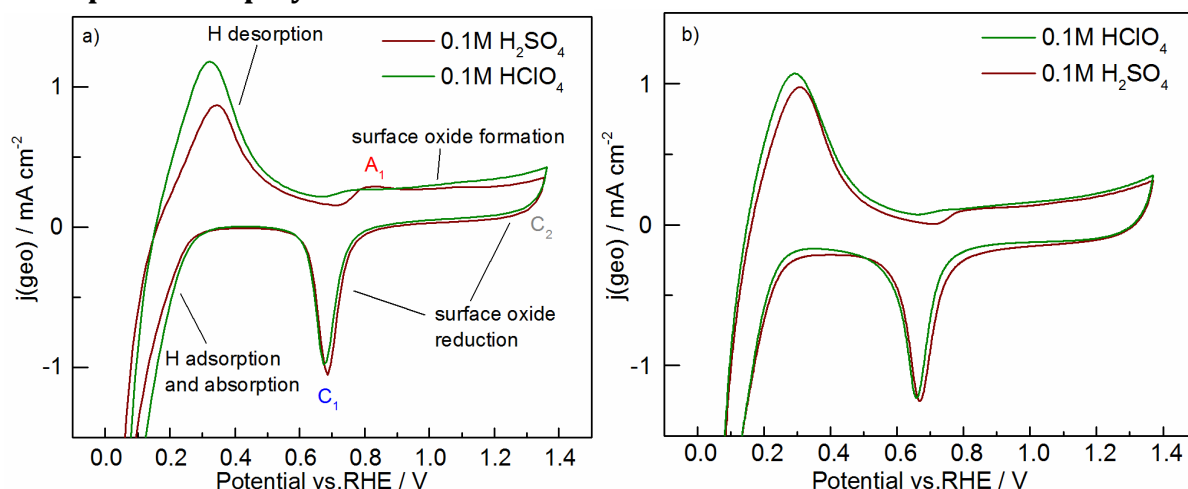 a)
H desorption
0.1M H₂SO₄
0.1M HClO₄
surface oxide formation
A₁
C₂
surface oxide
reduction
H adsorption
and absorption
C₁
j(geo) / mA cm⁻²
1
0
-1
0.0 0.2 0.4 0.6 0.8 1.0 1.2 1.4
Potential vs.RHE / V
b)
0.1M HClO₄
0.1M H₂SO₄
j(geo) / mA cm⁻²
1
0
-1
0.0 0.2 0.4 0.6 0.8 1.0 1.2 1.4
Potential vs.RHE / V